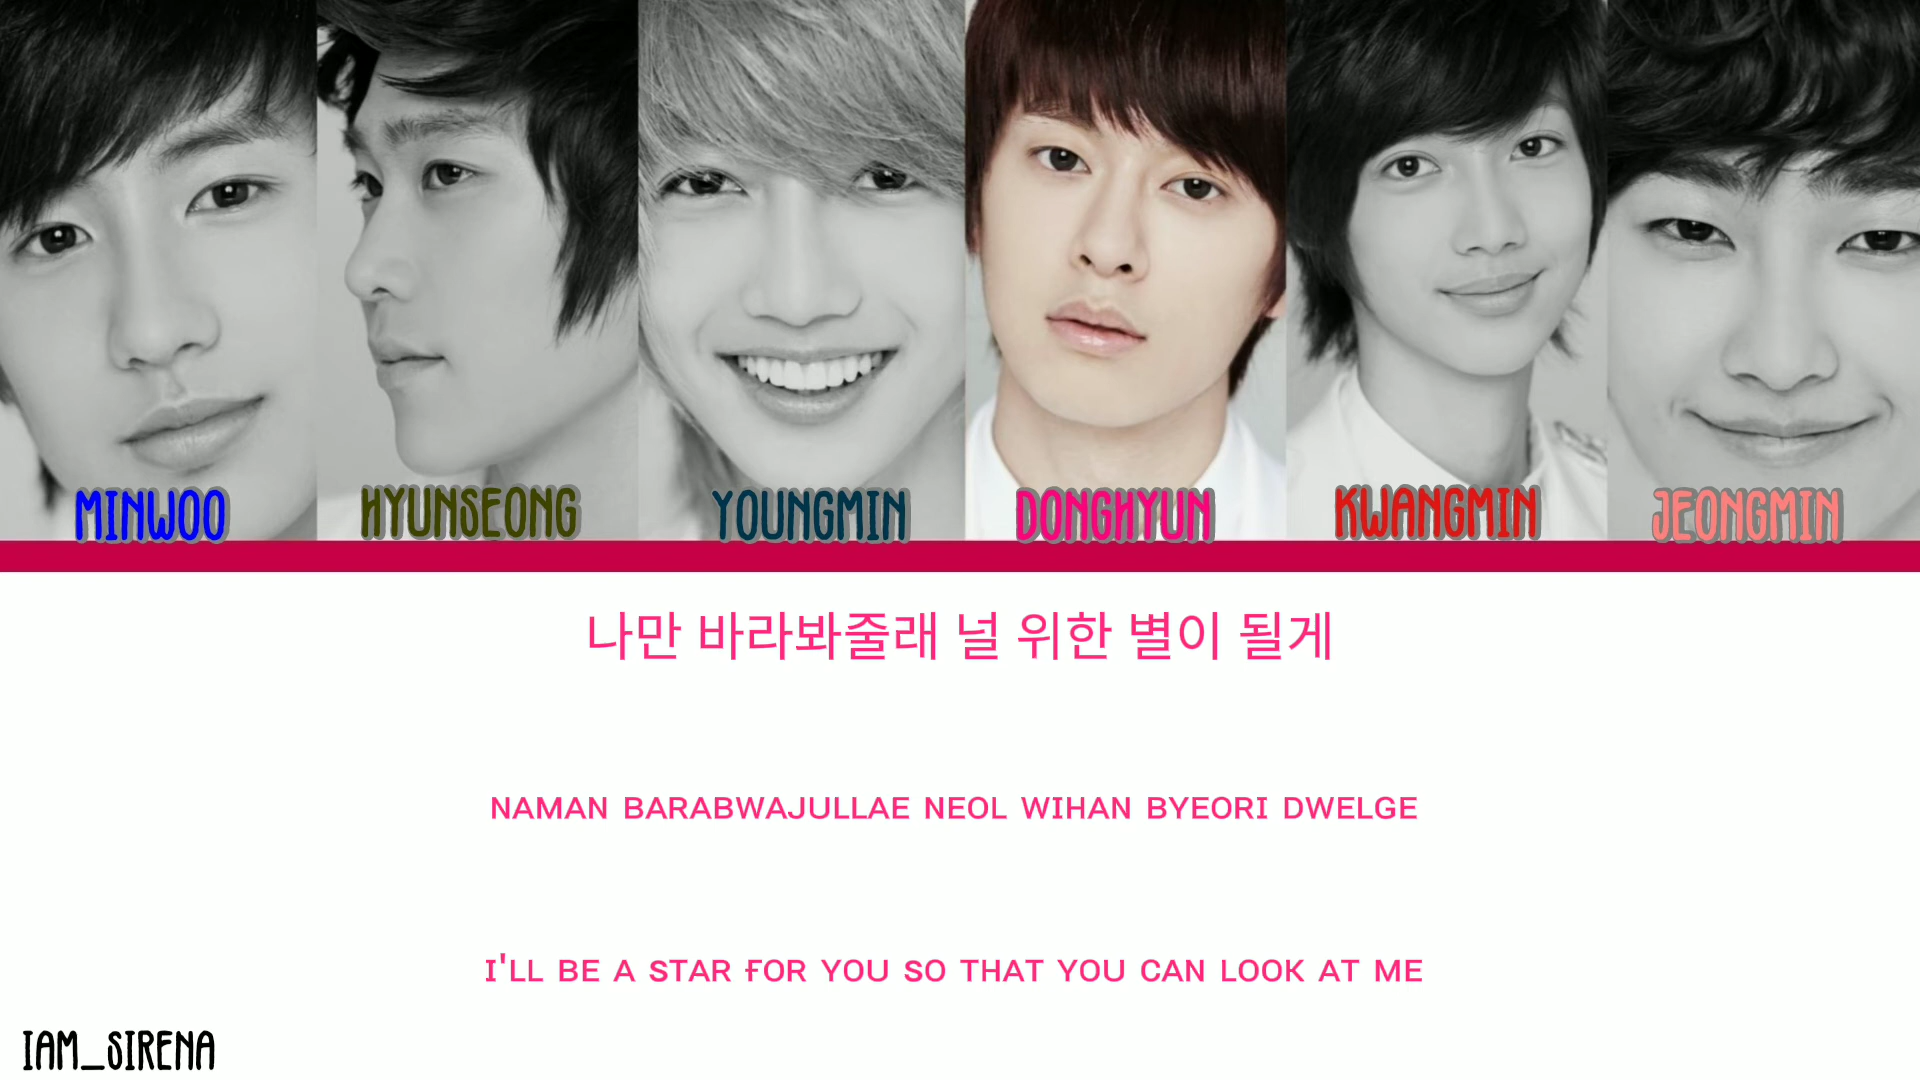 MINWOO HYUNSEONG YOUNGMIN DONGHYUN KWANGMIN JEONGMIN
나만 바라봐줄래 널 위한 별이 될게
NAMAN BARABWAJULLAE NEOL WIHAN BYEORI DWELGE
I'LL BE A STAR FOR YOU SO THAT YOU CAN LOOK AT ME
IAM_SIRENA